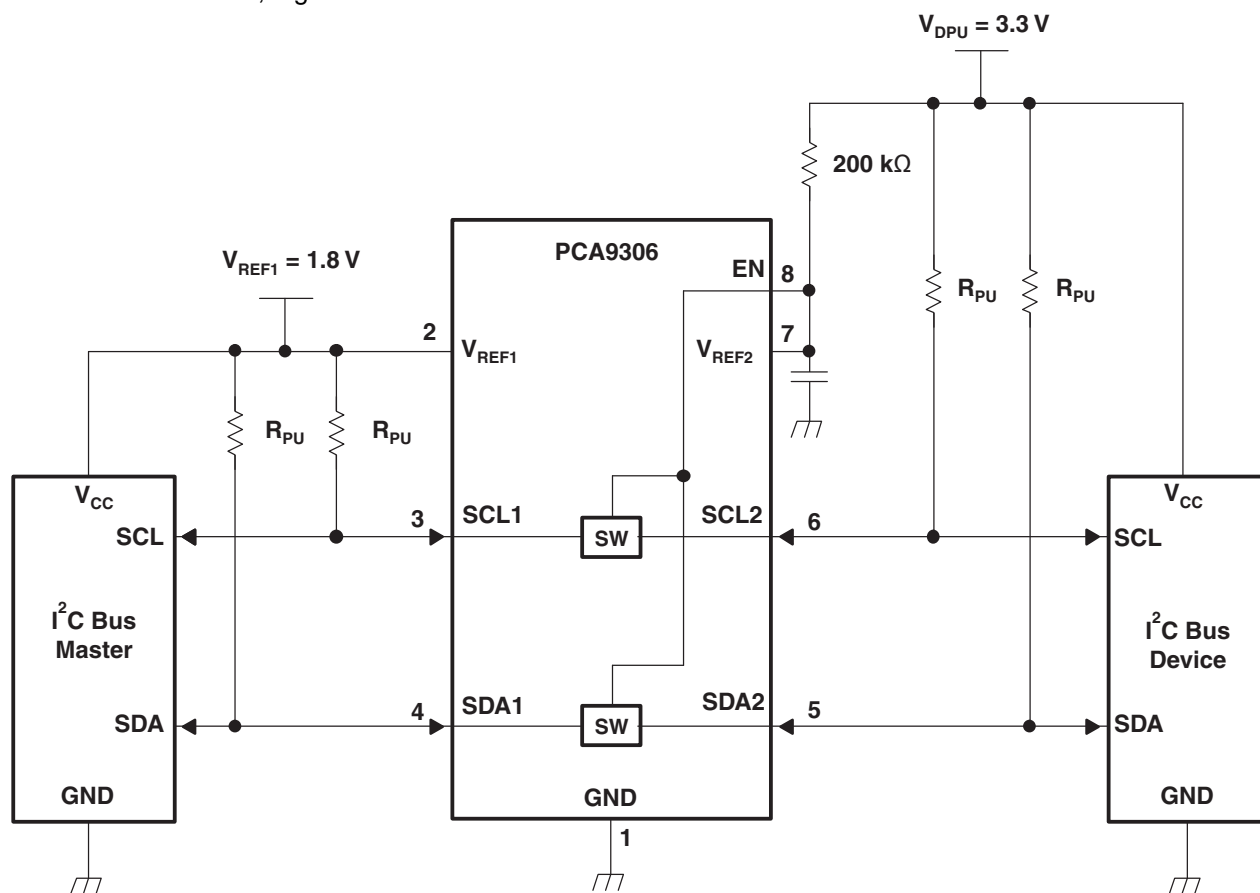 V_DPU = 3.3 V
200 kΩ
PCA9306
EN
8
V_REF1 = 1.8 V
R_PU
R_PU
2
7
V_REF1
V_REF2
R_PU
R_PU
V_CC
V_CC
SCL
3
SCL1
SW
SCL2
6
SCL
I²C Bus
Master
I²C Bus
Device
SDA
4
SDA1
SW
SDA2
5
SDA
GND
GND
GND
1